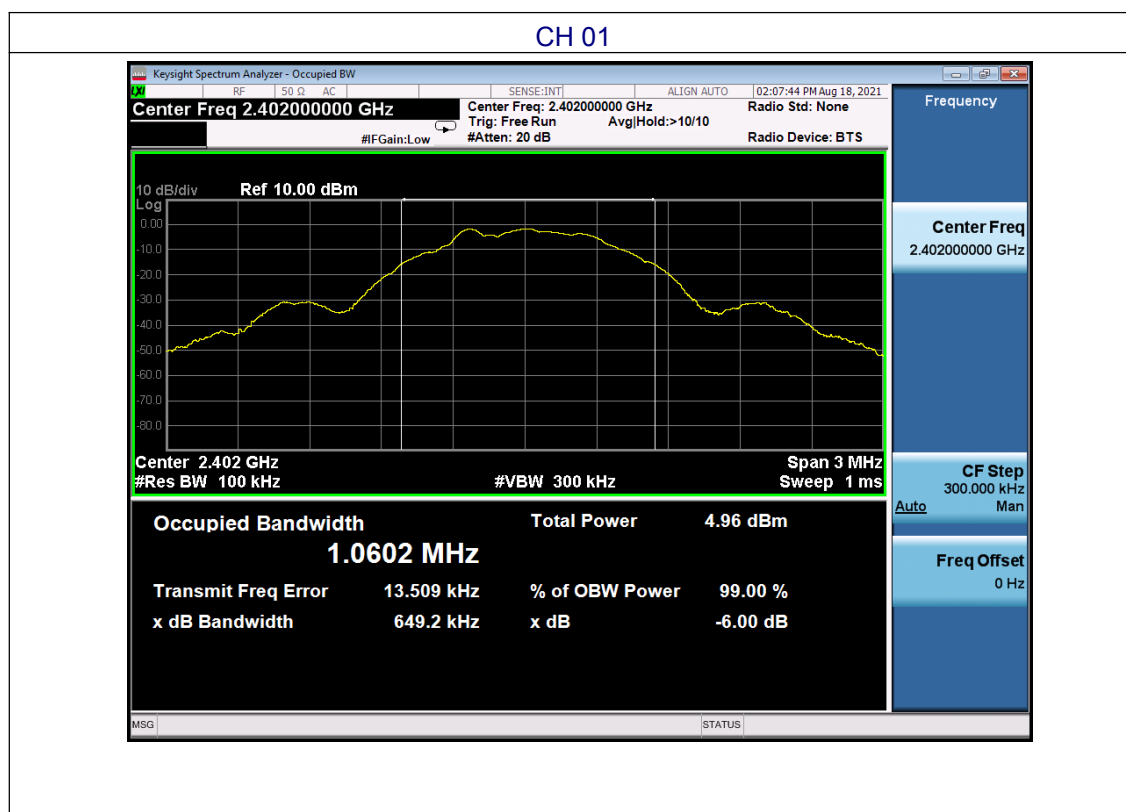 CH 01
Keysight Spectrum Analyzer - Occupied BW
LXI RF 50 Ω AC SENSE:INT ALIGN AUTO 02:07:44 PM Aug 18, 2021
Center Freq 2.402000000 GHz
Center Freq: 2.402000000 GHz Radio Std: None
Trig: Free Run Avg|Hold:>10/10
#IFGain:Low #Atten: 20 dB Radio Device: BTS
10 dB/div Ref 10.00 dBm
Log
0.00
-10.0
-20.0
-30.0
-40.0
-50.0
-60.0
-70.0
-80.0
Center 2.402 GHz Span 3 MHz
#Res BW 100 kHz #VBW 300 kHz Sweep 1 ms
Occupied Bandwidth Total Power 4.96 dBm
1.0602 MHz
Transmit Freq Error 13.509 kHz % of OBW Power 99.00 %
x dB Bandwidth 649.2 kHz x dB -6.00 dB
Frequency
Center Freq
2.402000000 GHz
CF Step
300.000 kHz
Auto Man
Freq Offset
0 Hz
MSG STATUS